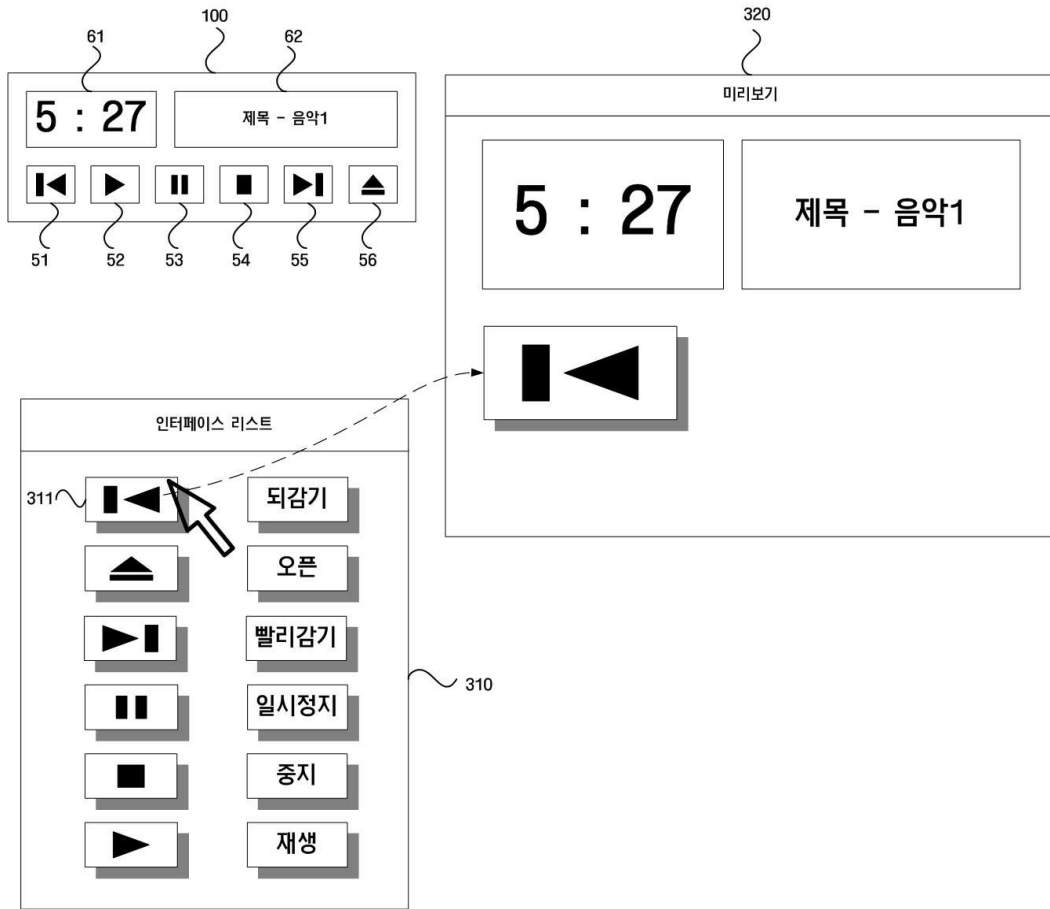 100
320
61
62
5 : 27
제목 - 음악1
51
52
53
54
55
56
미리보기
5 : 27
제목 - 음악1
인터페이스 리스트
311
되감기
오픈
빨리감기
310
일시정지
중지
재생